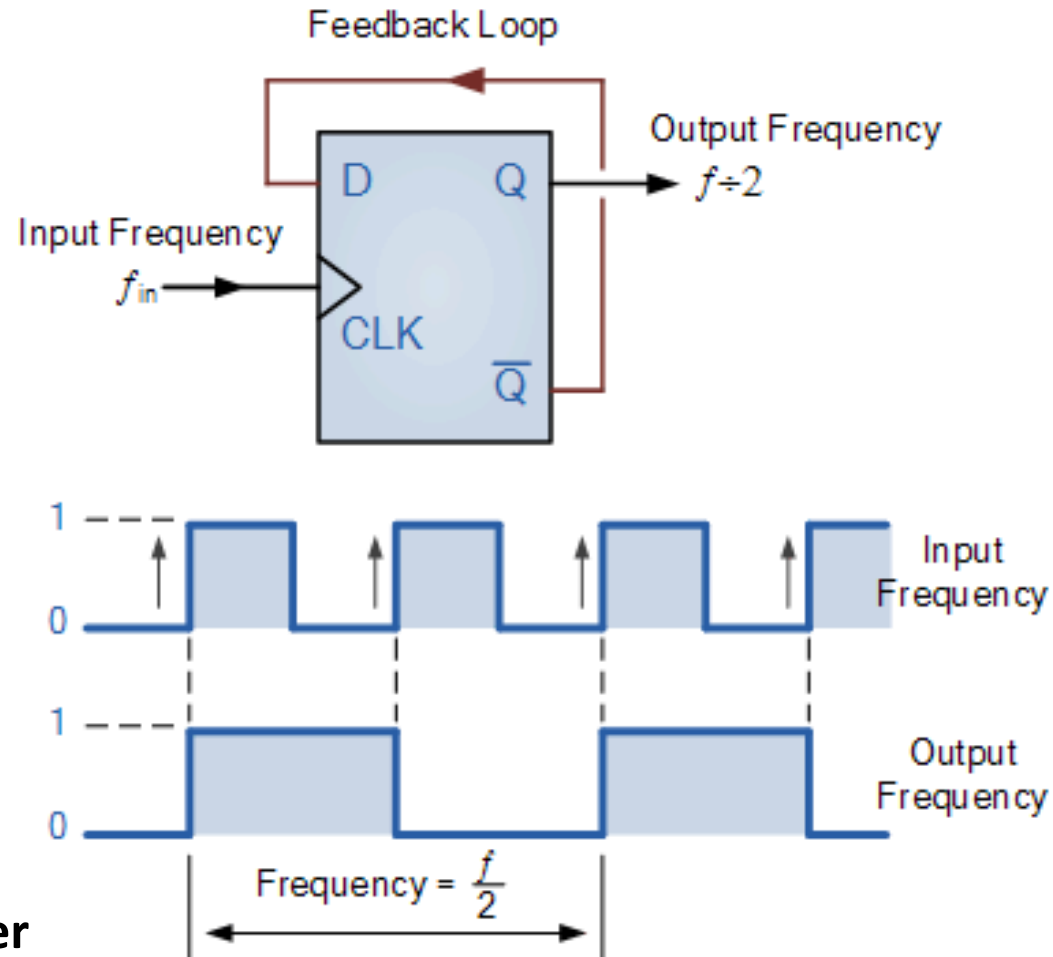 Feedback Loop
Output Frequency
f÷2
D
Q
Input Frequency
fin
CLK
Q̅
1
0
Input
Frequency
1
0
Output
Frequency
Frequency = f/2
er